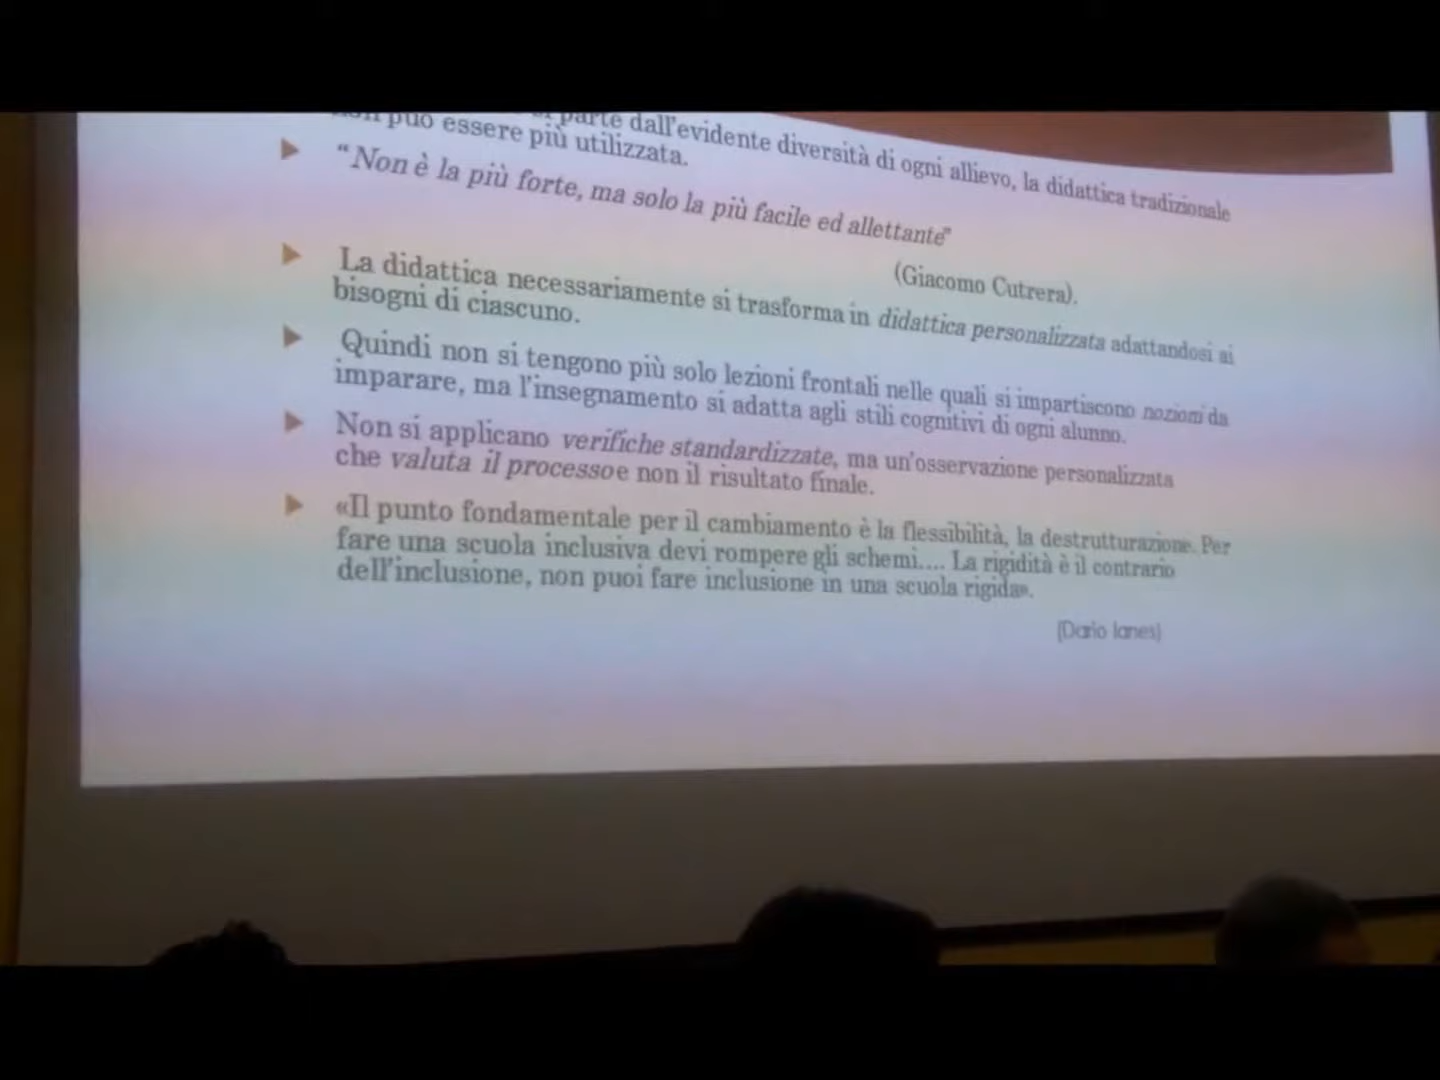 si parte dall'evidente diversità di ogni allievo, la didattica tradizionale
non può essere più utilizzata.
“Non è la più forte, ma solo la più facile ed allettante”
(Giacomo Cutrera).
La didattica necessariamente si trasforma in didattica personalizzata adattandosi ai
bisogni di ciascuno.
Quindi non si tengono più solo lezioni frontali nelle quali si impartiscono nozioni da
imparare, ma l'insegnamento si adatta agli stili cognitivi di ogni alunno.
Non si applicano verifiche standardizzate, ma un'osservazione personalizzata
che valuta il processo e non il risultato finale.
«Il punto fondamentale per il cambiamento è la flessibilità, la destrutturazione. Per
fare una scuola inclusiva devi rompere gli schemi.... La rigidità è il contrario
dell'inclusione, non puoi fare inclusione in una scuola rigida».
(Dario Ianes)